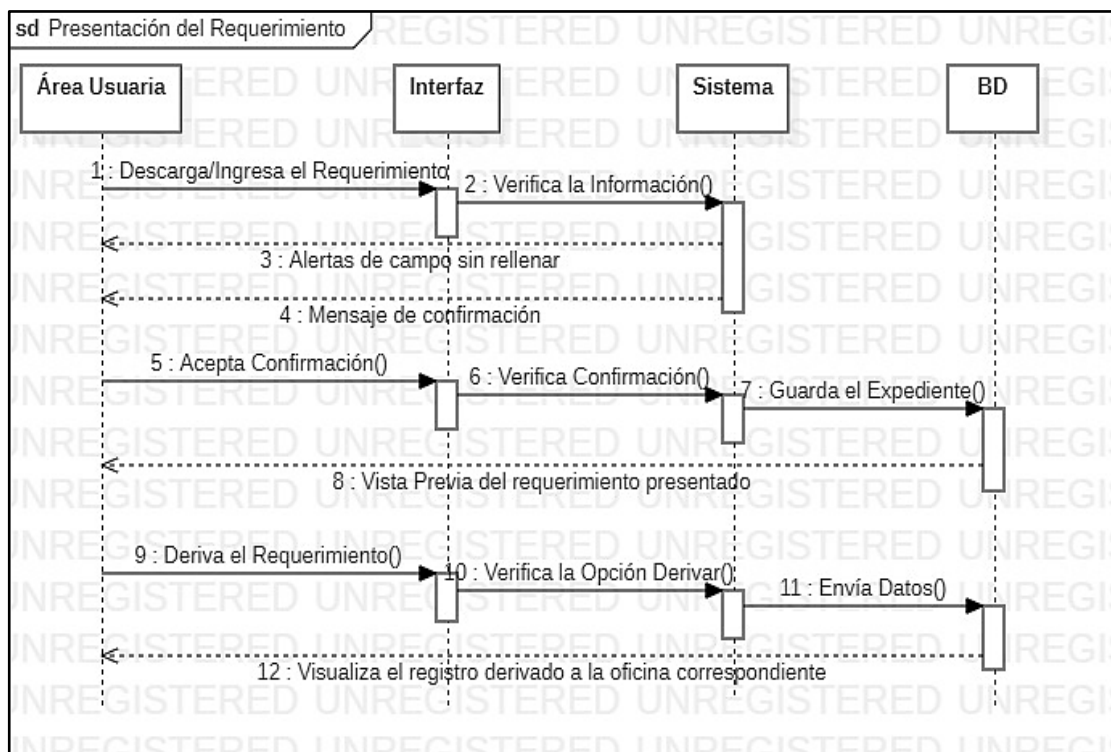 sd Presentación del Requerimiento
Área Usuaria
Interfaz
Sistema
BD
1 : Descarga/Ingresa el Requerimiento
2 : Verifica la Información()
3 : Alertas de campo sin rellenar
4 : Mensaje de confirmación
5 : Acepta Confirmación()
6 : Verifica Confirmación()
7 : Guarda el Expediente()
8 : Vista Previa del requerimiento presentado
9 : Deriva el Requerimiento()
10 : Verifica la Opción Derivar()
11 : Envía Datos()
12 : Visualiza el registro derivado a la oficina correspondiente
UNREGISTERED